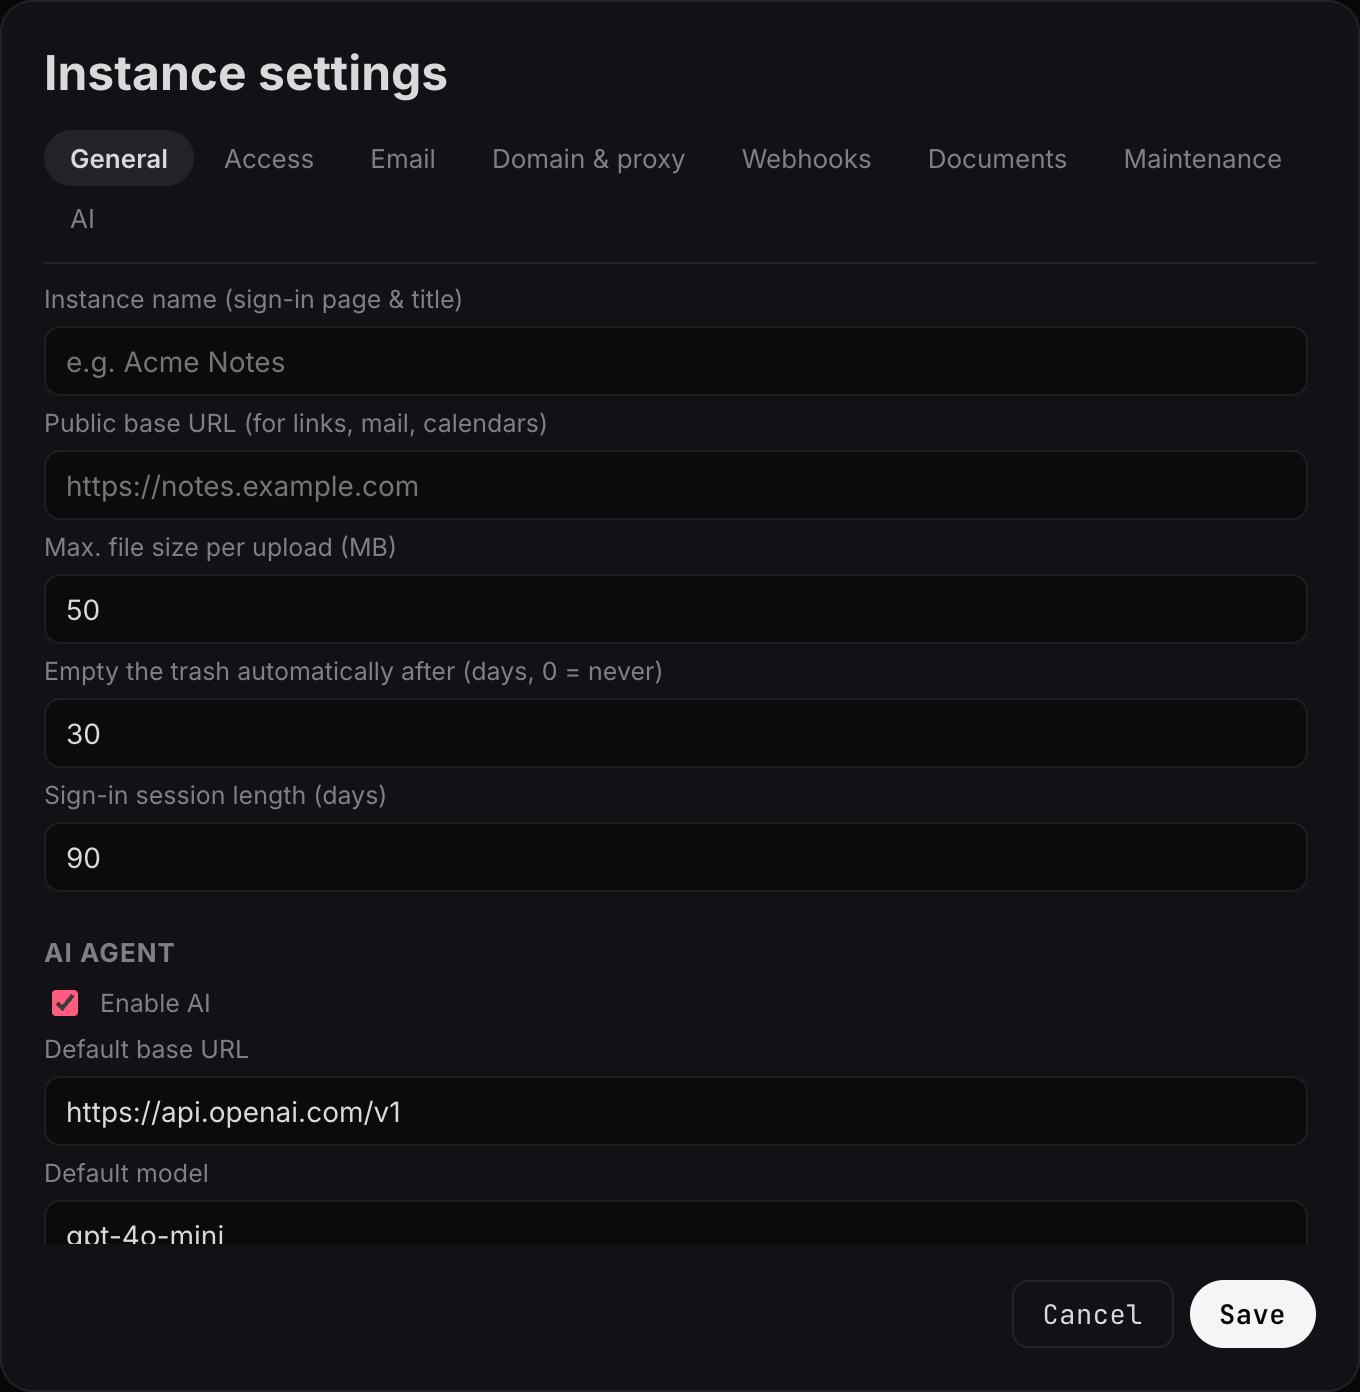 Instance settings
General Access Email Domain & proxy Webhooks Documents Maintenance
AI
Instance name (sign-in page & title)
e.g. Acme Notes
Public base URL (for links, mail, calendars)
https://notes.example.com
Max. file size per upload (MB)
50
Empty the trash automatically after (days, 0 = never)
30
Sign-in session length (days)
90
AI AGENT
Enable AI
Default base URL
https://api.openai.com/v1
Default model
gpt-4o-mini
Cancel Save